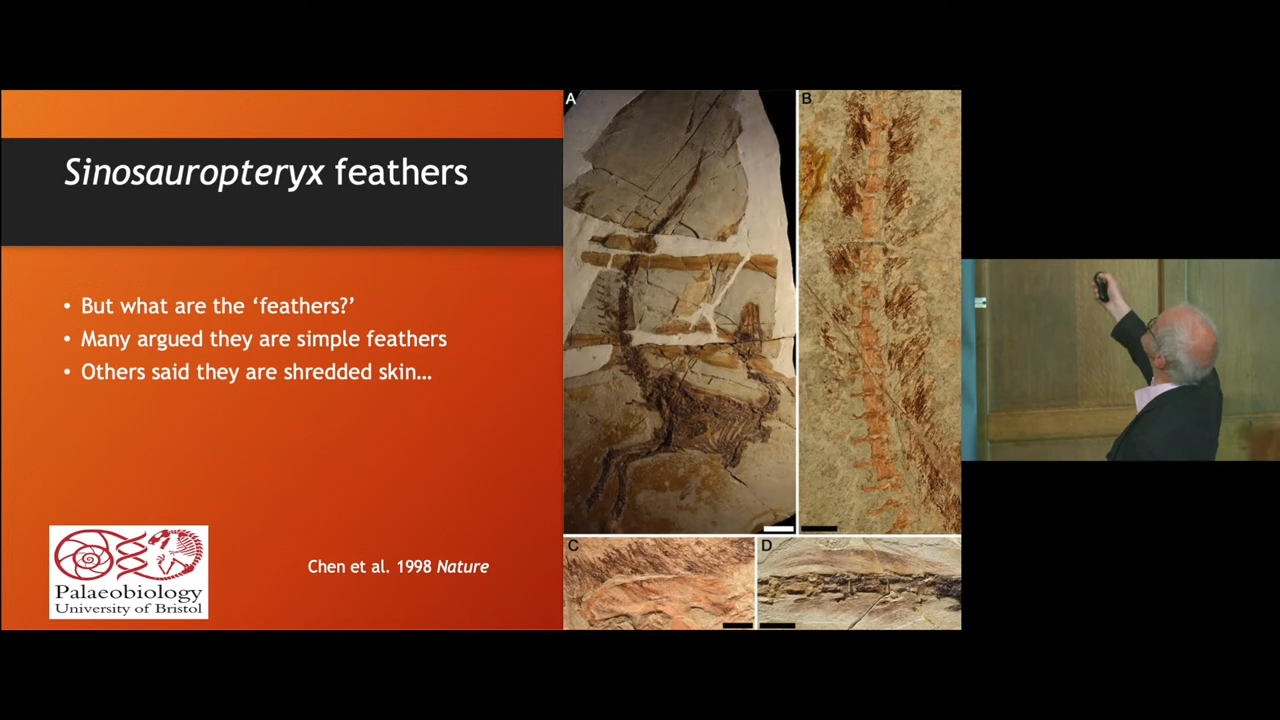 Sinosauropteryx feathers
• But what are the ‘feathers?’
• Many argued they are simple feathers
• Others said they are shredded skin…
Palaeobiology
University of Bristol
Chen et al. 1998 Nature
A
B
C
D